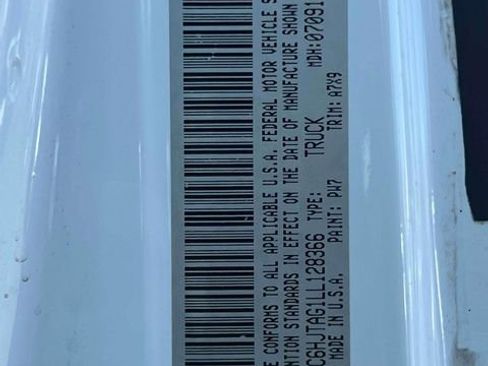 E CONFORMS TO ALL APPLICABLE U.S.A. FEDERAL MOTOR VEHICLE S
NTION STANDARDS IN EFFECT ON THE DATE OF MANUFACTURE SHOWN
C6HJTAG1LL128366 TYPE: TRUCK MDH:07091
MADE IN U.S.A. PAINT: PW7 TRIM: A7X9